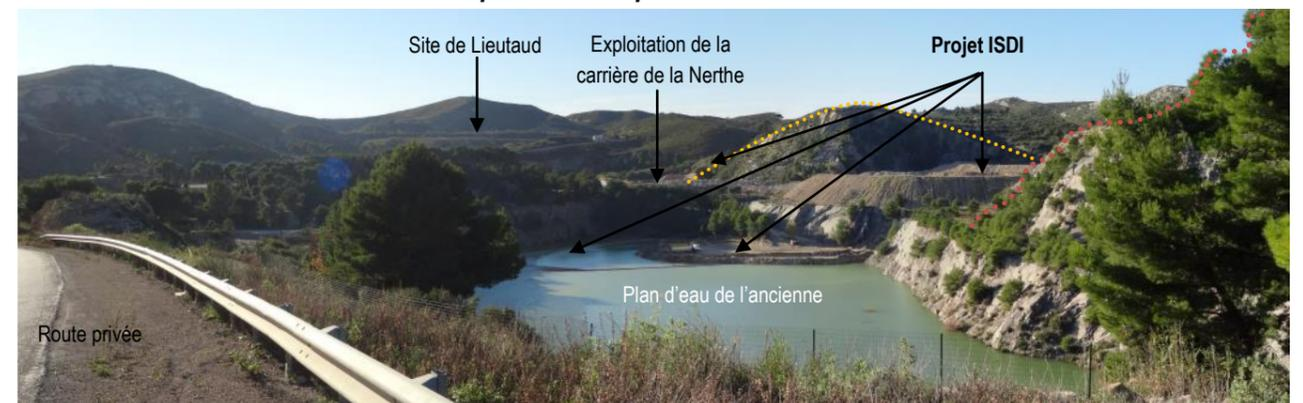 Site de Lieutaud
Exploitation de la
carrière de la Nerthe
Projet ISDI
Plan d'eau de l'ancienne
Route privée